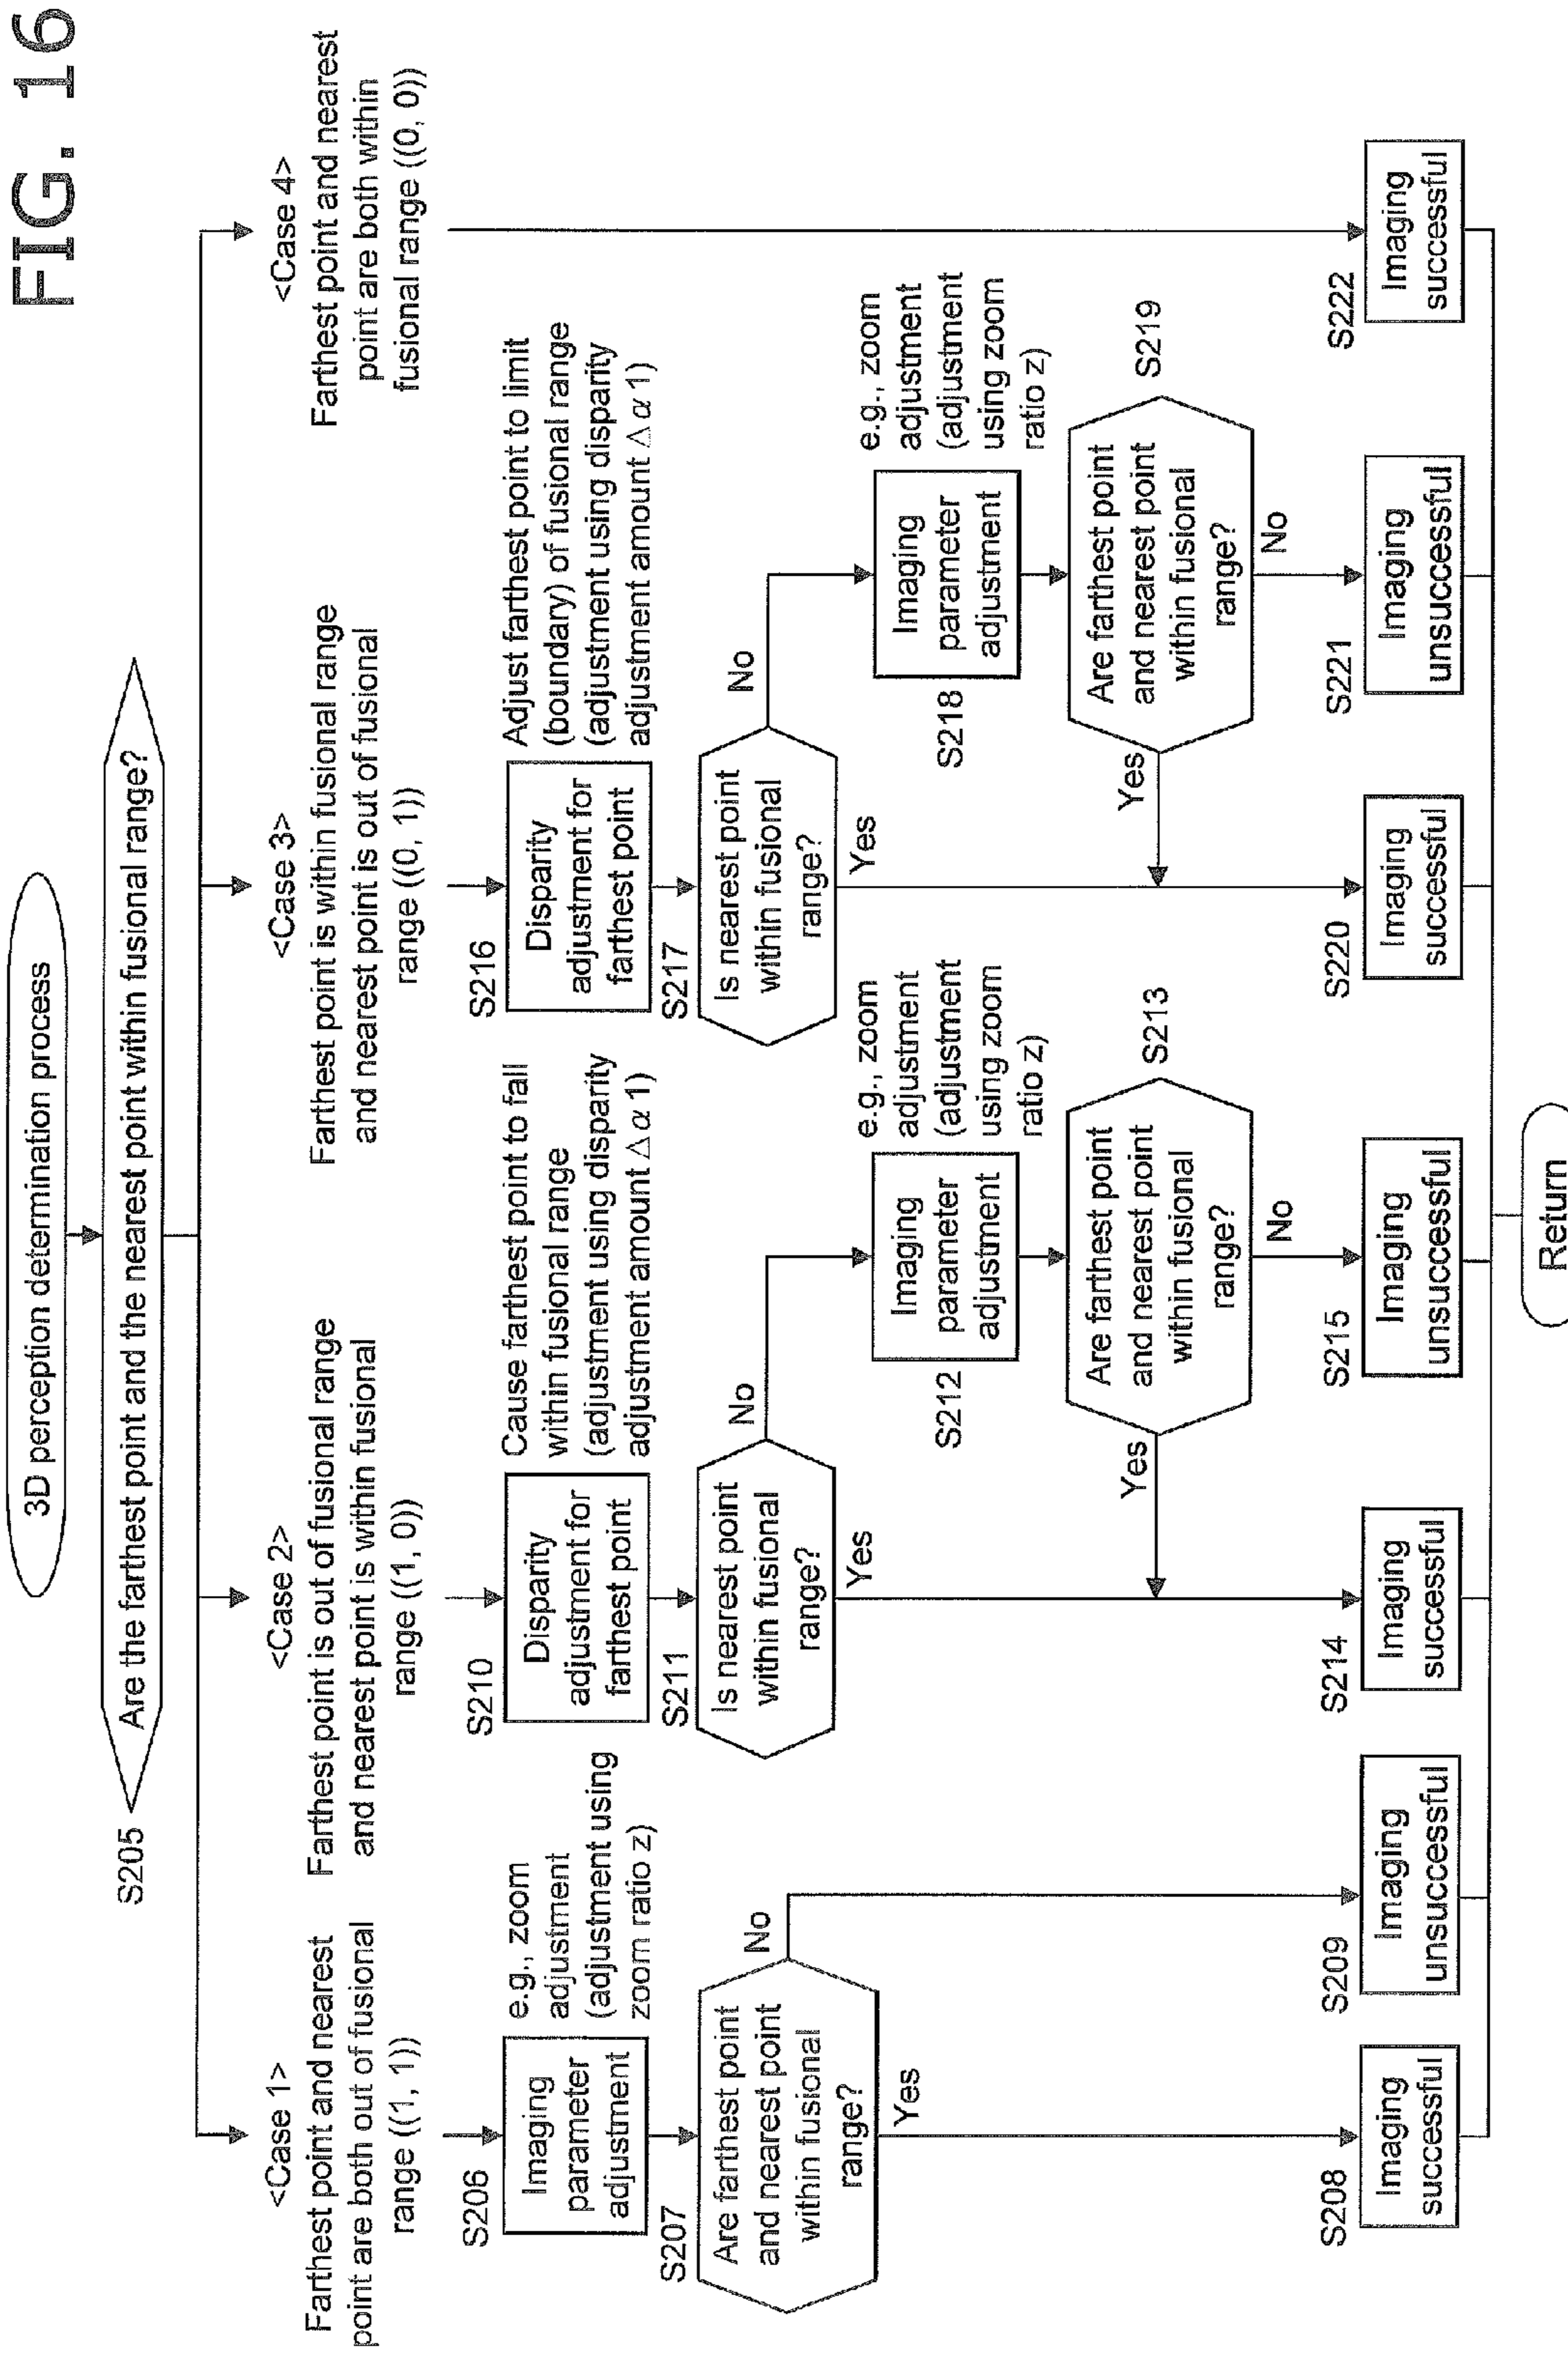 FIG. 16
3D perception determination process
S205
Are the farthest point and the nearest point within fusional range?
<Case 1>
Farthest point and nearest
point are both out of fusional
range ((1, 1))
S206
Imaging
parameter
adjustment
e.g., zoom
adjustment
(adjustment using
zoom ratio z)
S207
Are farthest point
and nearest point
within fusional
range?
No
Yes
S208
Imaging
successful
S209
Imaging
unsuccessful
<Case 2>
Farthest point is out of fusional range
and nearest point is within fusional
range ((1, 0))
S210
Disparity
adjustment for
farthest point
Cause farthest point to fall
within fusional range
(adjustment using disparity
adjustment amount △α1)
S211
Is nearest point
within fusional
range?
No
Yes
S212
Imaging
parameter
adjustment
e.g., zoom
adjustment
(adjustment
using zoom
ratio z)
S213
Are farthest point
and nearest point
within fusional
range?
Yes
No
S214
Imaging
successful
S215
Imaging
unsuccessful
<Case 3>
Farthest point is within fusional range
and nearest point is out of fusional
range ((0, 1))
S216
Disparity
adjustment for
farthest point
Adjust farthest point to limit
(boundary) of fusional range
(adjustment using disparity
adjustment amount △α1)
S217
Is nearest point
within fusional
range?
No
Yes
S218
Imaging
parameter
adjustment
e.g., zoom
adjustment
(adjustment
using zoom
ratio z)
S219
Are farthest point
and nearest point
within fusional
range?
Yes
No
S220
Imaging
successful
S221
Imaging
unsuccessful
<Case 4>
Farthest point and nearest
point are both within
fusional range ((0, 0))
S222
Imaging
successful
Return